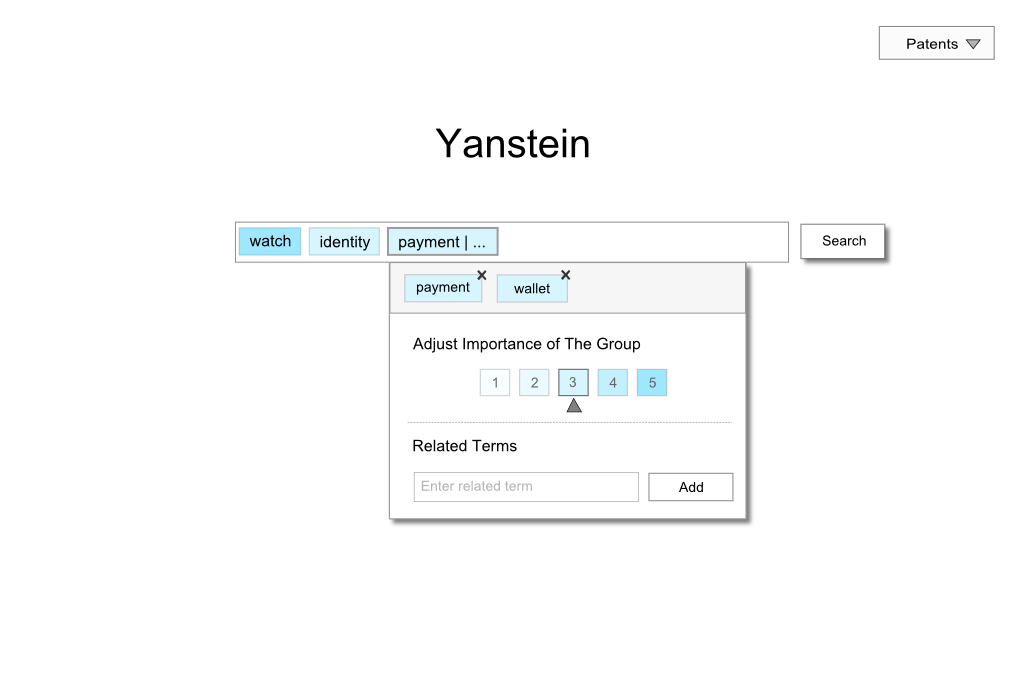 Patents
Yanstein
watch identity payment | ... Search
payment wallet
Adjust Importance of The Group
1 2 3 4 5
Related Terms
Enter related term Add